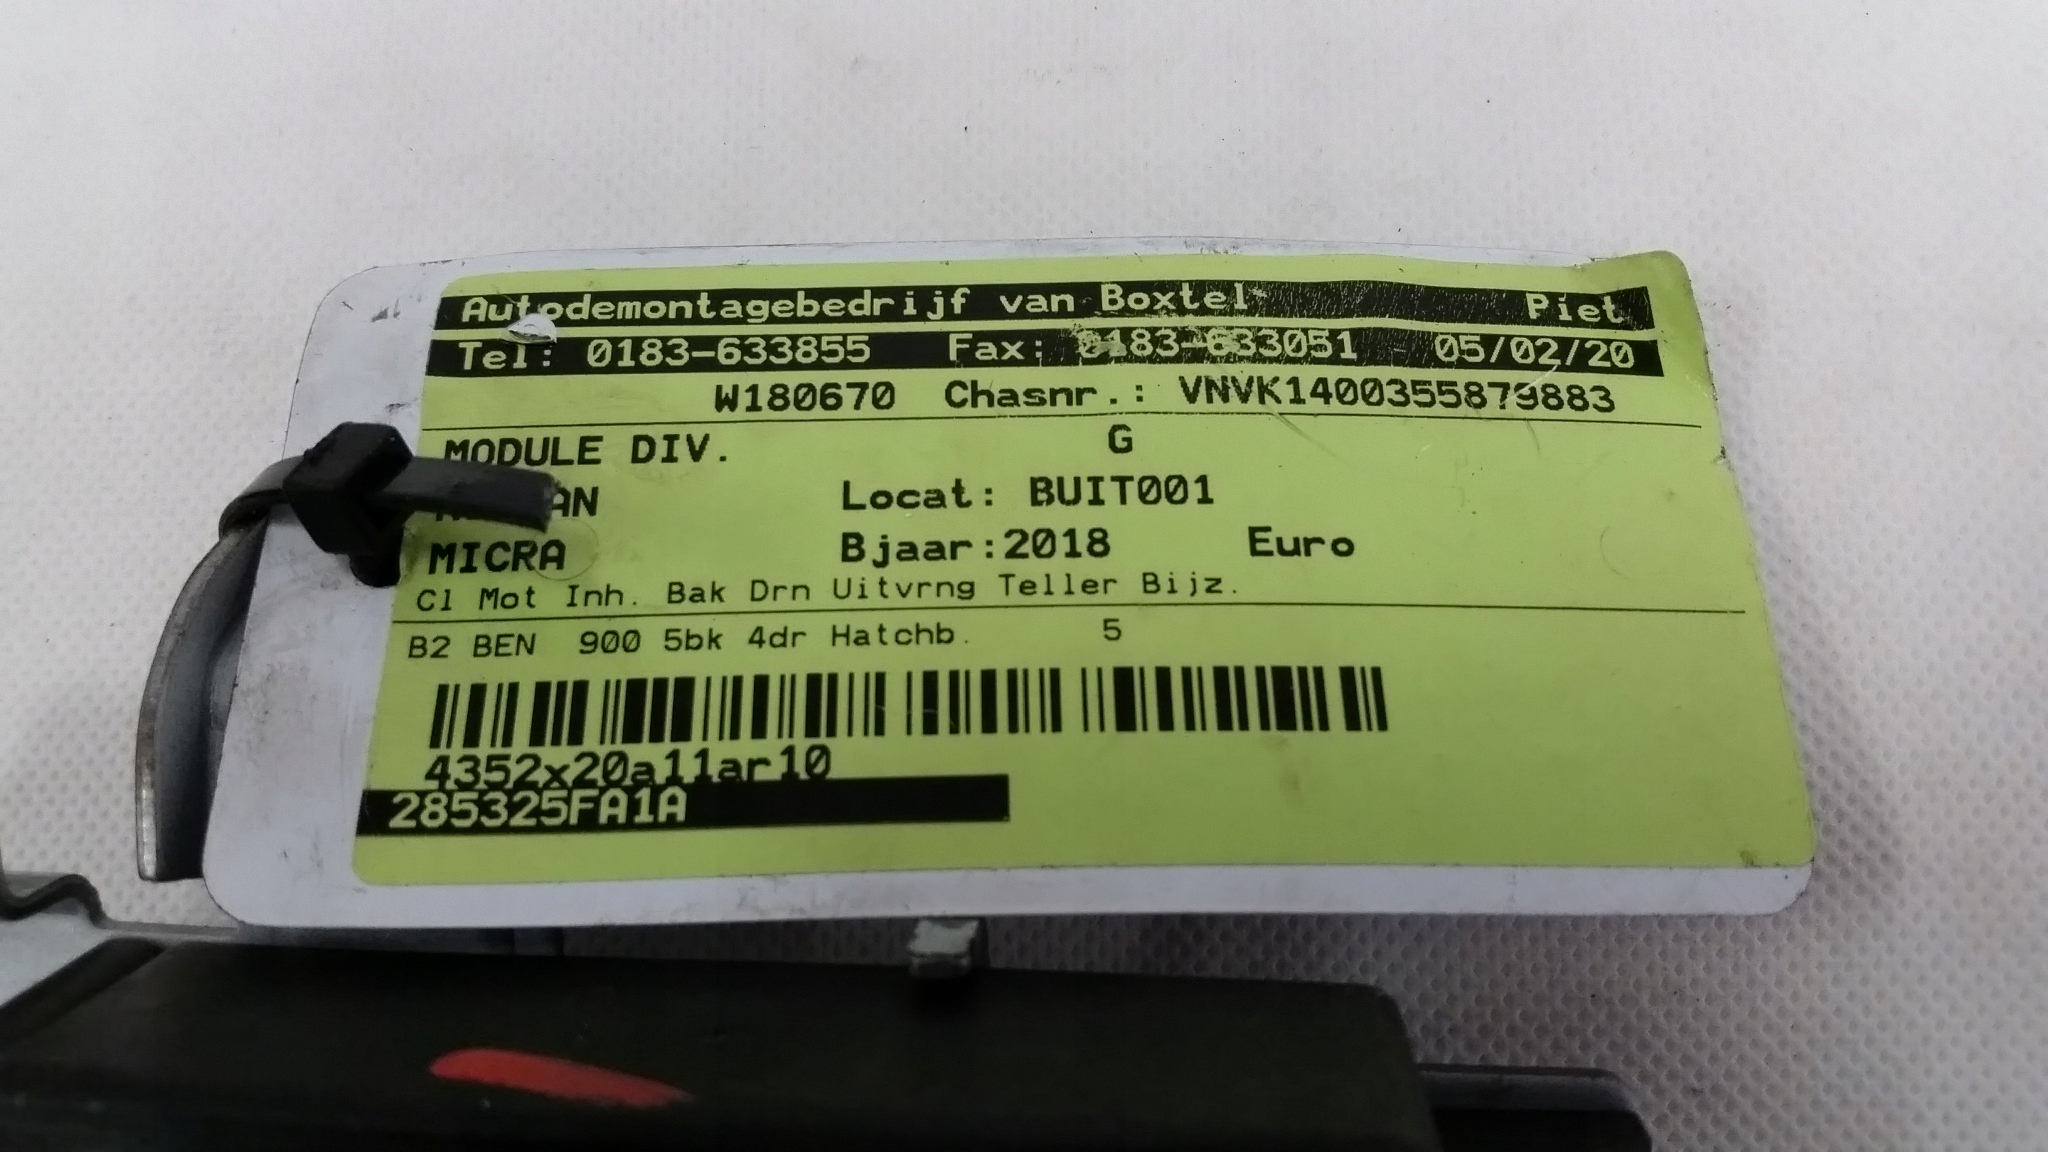 Autodemontagebedrijf van Boxtel Piet
Tel: 0183-633855 Fax: 0183-633051 05/02/20
W180670 Chasnr.: VNVK1400355879883
MODULE DIV. G
Locat: BUIT001
MICRA Bjaar:2018 Euro
Cl Mot Inh. Bak Drn Uitvrng Teller Bijz.
B2 BEN 900 5bk 4dr Hatchb. 5
4352x20a11ar10
285325FA1A